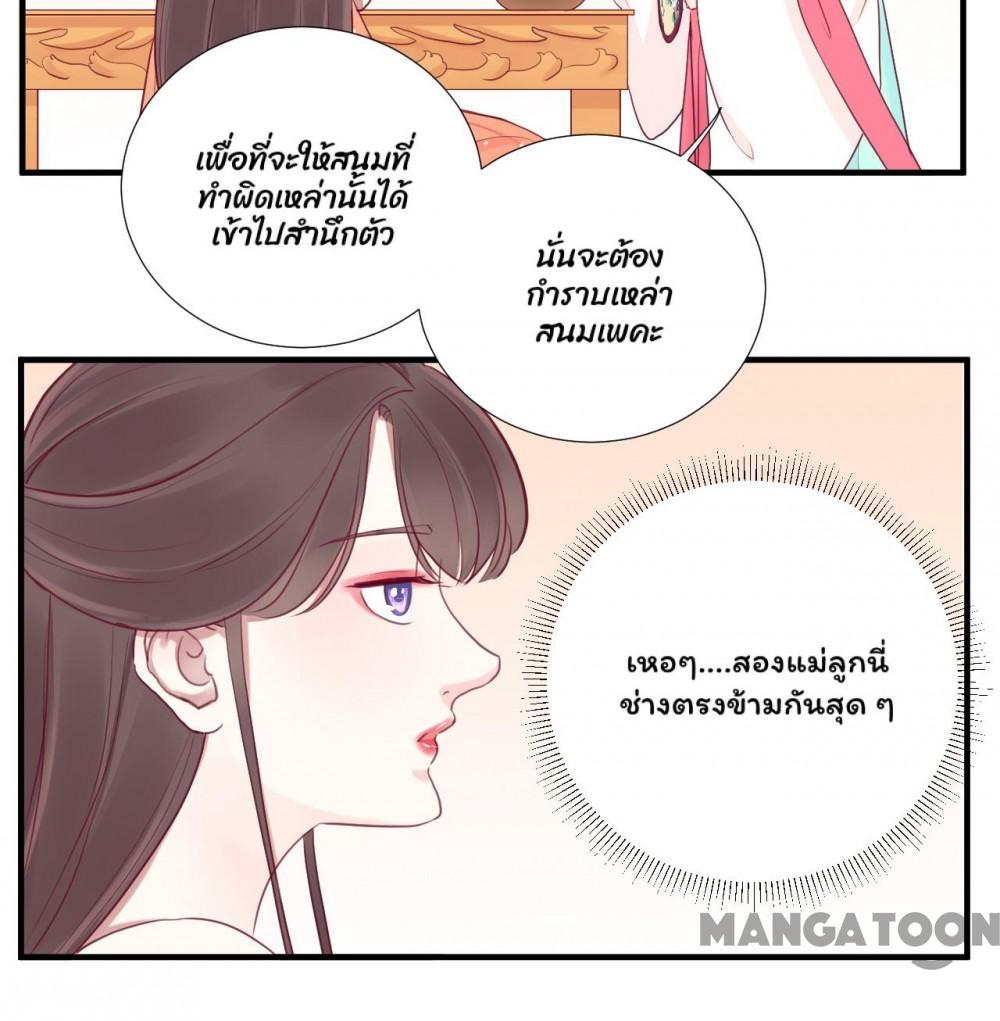 เพื่อที่จะให้สนมที่
ทำผิดเหล่านั้นได้
เข้าไปสำนึกตัว
นั่นจะต้อง
กำราบเหล่า
สนมเพคะ
เหอๆ....สองแม่ลูกนี่
ช่างตรงข้ามกันสุด ๆ
MANGATOON